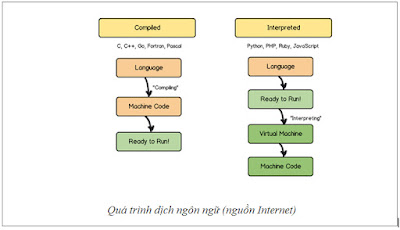 Compiled
C, C++, Go, Fortran, Pascal
Language
"Compiling"
Machine Code
Ready to Run!
Interpreted
Python, PHP, Ruby, JavaScript
Language
Ready to Run!
"Interpreting"
Virtual Machine
Machine Code
Quá trình dịch ngôn ngữ (nguồn Internet)